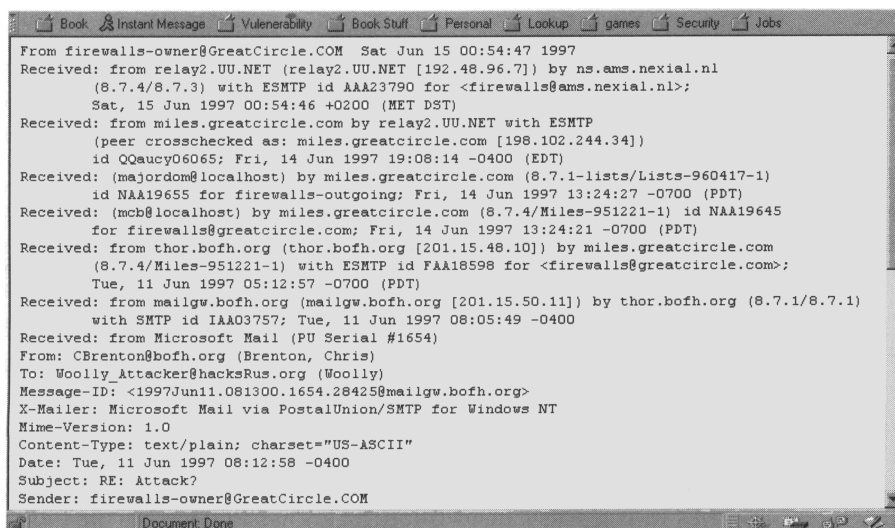 Book Instant Message Vulenerability Book Stuff Personal Lookup games Security Jobs
From firewalls-owner@GreatCircle.COM Sat Jun 15 00:54:47 1997
Received: from relay2.UU.NET (relay2.UU.NET [192.48.96.7]) by ns.ams.nexial.nl
(8.7.4/8.7.3) with ESMTP id AAA23790 for <firewalls@ams.nexial.nl>;
Sat, 15 Jun 1997 00:54:46 +0200 (MET DST)
Received: from miles.greatcircle.com by relay2.UU.NET with ESMTP
(peer crosschecked as: miles.greatcircle.com [198.102.244.34])
id QQaucy06065; Fri, 14 Jun 1997 19:08:14 -0400 (EDT)
Received: (majordom@localhost) by miles.greatcircle.com (8.7.1-lists/Lists-960417-1)
id NAA19655 for firewalls-outgoing; Fri, 14 Jun 1997 13:24:27 -0700 (PDT)
Received: (mcb@localhost) by miles.greatcircle.com (8.7.4/Miles-951221-1) id NAA19645
for firewalls@greatcircle.com; Fri, 14 Jun 1997 13:24:21 -0700 (PDT)
Received: from thor.bofh.org (thor.bofh.org [201.15.48.10]) by miles.greatcircle.com
(8.7.4/Miles-951221-1) with ESMTP id FAA18598 for <firewalls@greatcircle.com>;
Tue, 11 Jun 1997 05:12:57 -0700 (PDT)
Received: from mailgw.bofh.org (mailgw.bofh.org [201.15.50.11]) by thor.bofh.org (8.7.1/8.7.1)
with SMTP id IAA03757; Tue, 11 Jun 1997 08:05:49 -0400
Received: from Microsoft Mail (PU Serial #1654)
From: CBrenton@bofh.org (Brenton, Chris)
To: Woolly_Attacker@hacksRus.org (Woolly)
Message-ID: <1997Jun11.081300.1654.28425@mailgw.bofh.org>
X-Mailer: Microsoft Mail via PostalUnion/SMTP for Windows NT
Mime-Version: 1.0
Content-Type: text/plain; charset="US-ASCII"
Date: Tue, 11 Jun 1997 08:12:58 -0400
Subject: RE: Attack?
Sender: firewalls-owner@GreatCircle.COM
Document: Done